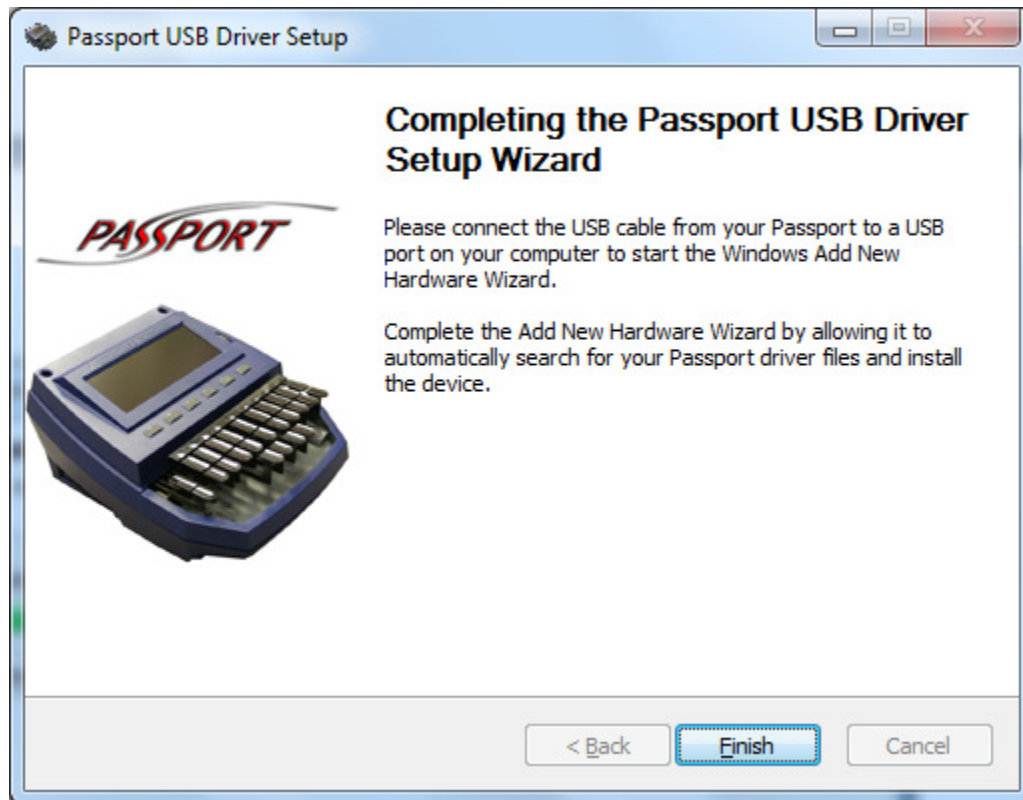 Passport USB Driver Setup
Completing the Passport USB Driver
Setup Wizard
PASSPORT
Please connect the USB cable from your Passport to a USB
port on your computer to start the Windows Add New
Hardware Wizard.
Complete the Add New Hardware Wizard by allowing it to
automatically search for your Passport driver files and install
the device.
< Back
Finish
Cancel